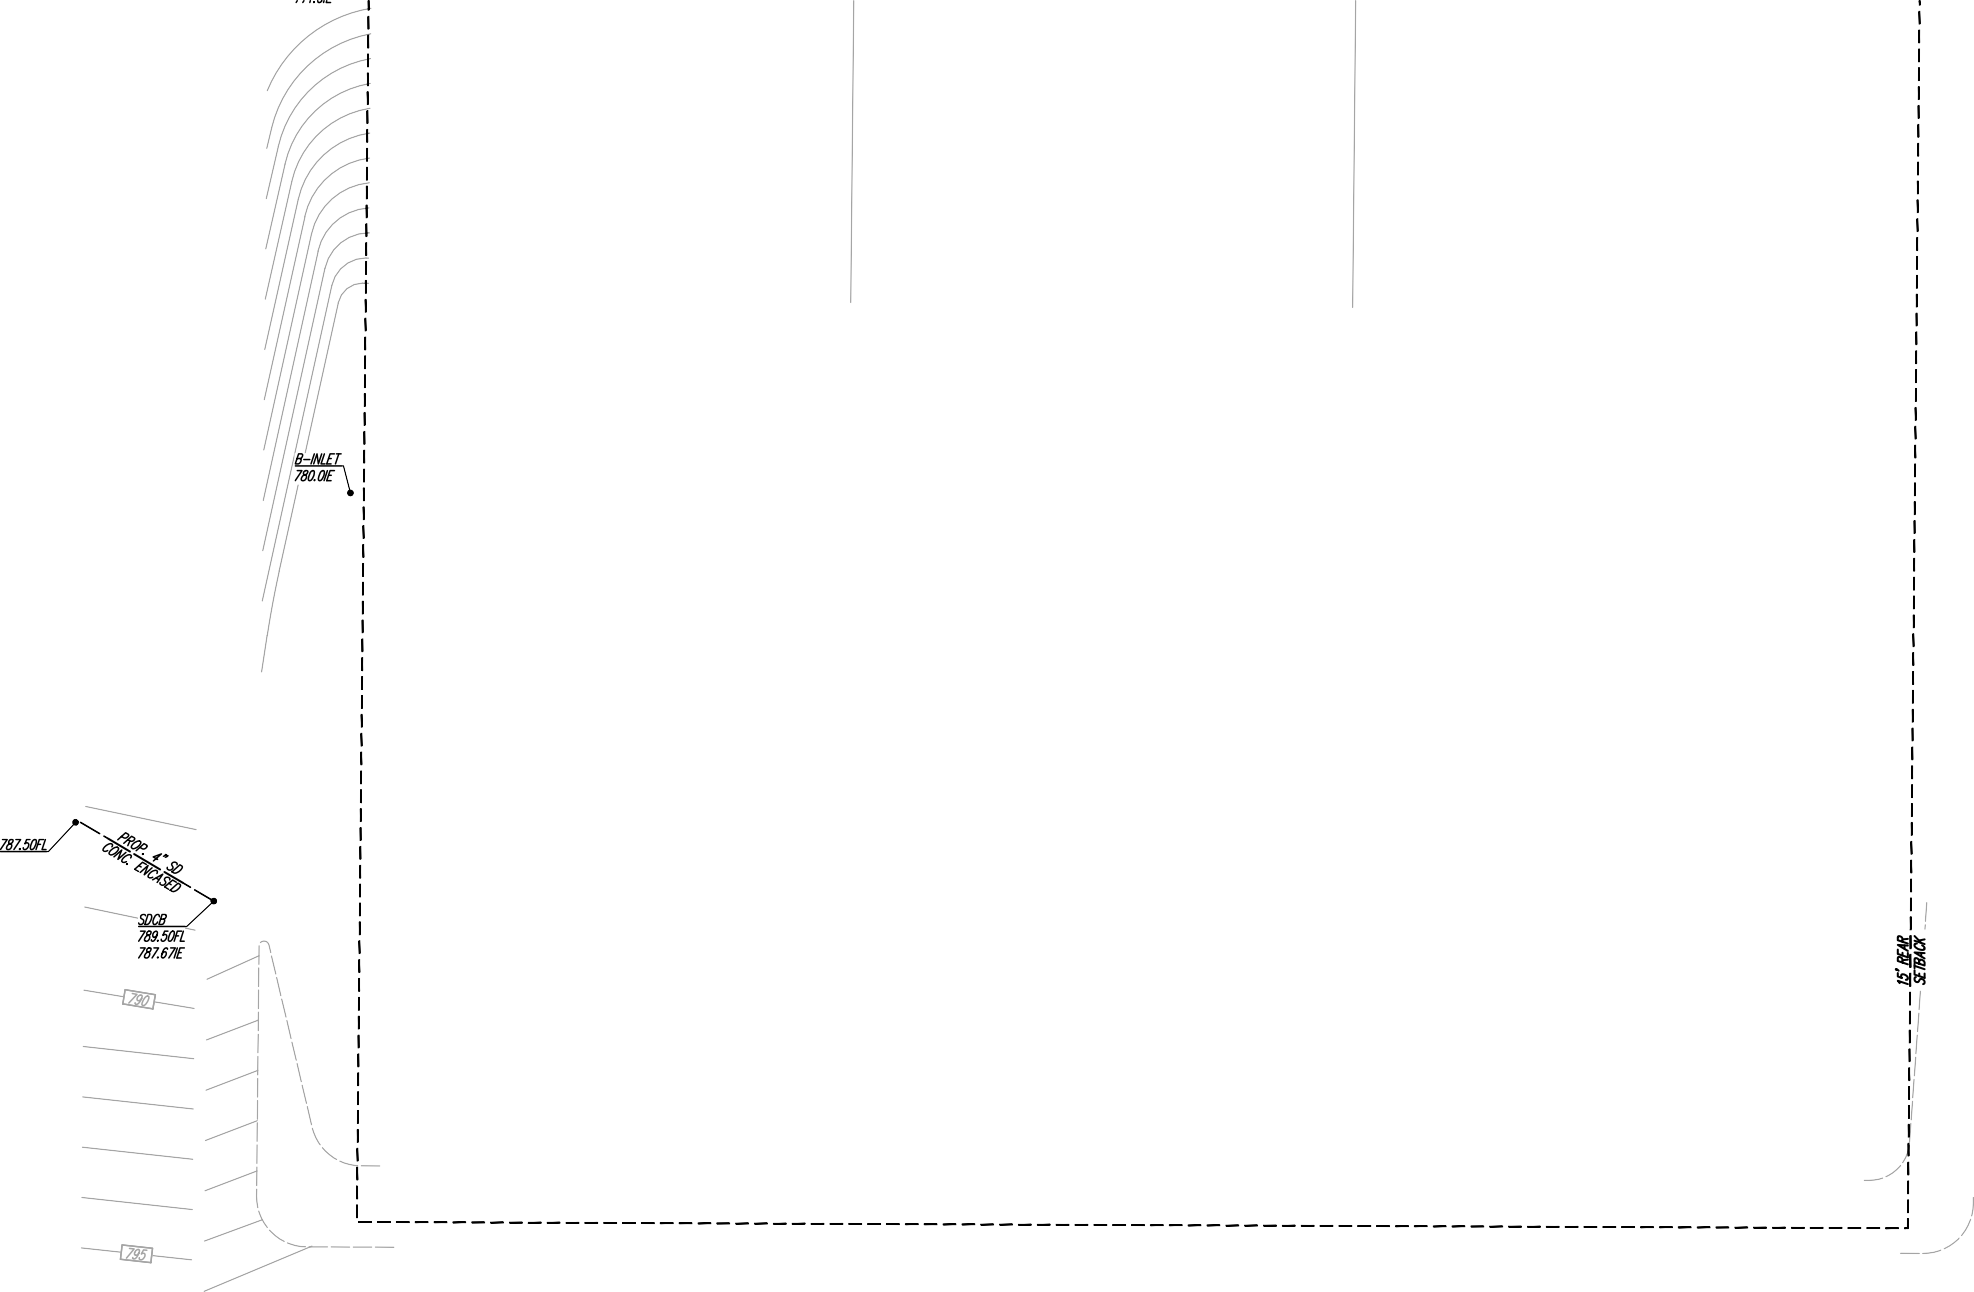 B-INLET
780.0IE
787.50FL
PROP. 4" SD
CONC. ENCASED
SDCB
789.50FL
787.67IE
15' REAR
SETBACK
790
795